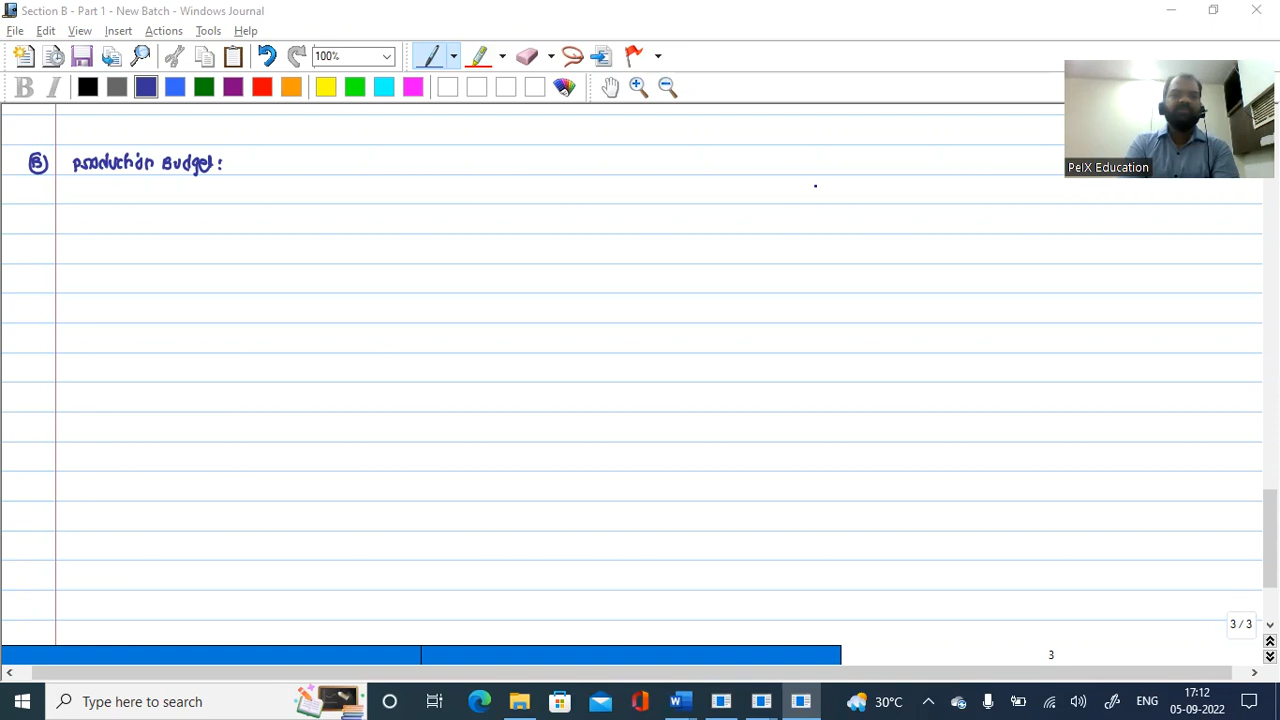 Section B - Part 1 - New Batch - Windows Journal
File Edit View Insert Actions Tools Help
100%
B I
PelX Education
B Production Budget:
3 / 3
3
Type here to search
30°C
ENG
17:12
05-09-2022